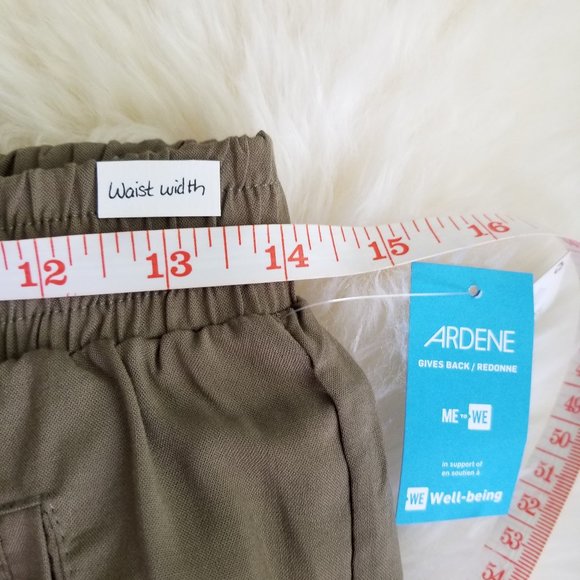 Waist width
12 13 14 15 16
ARDENE
GIVES BACK / REDONNE
ME TO WE
in support of
en soutien à
WE Well-being
49
50
51
52
53
54